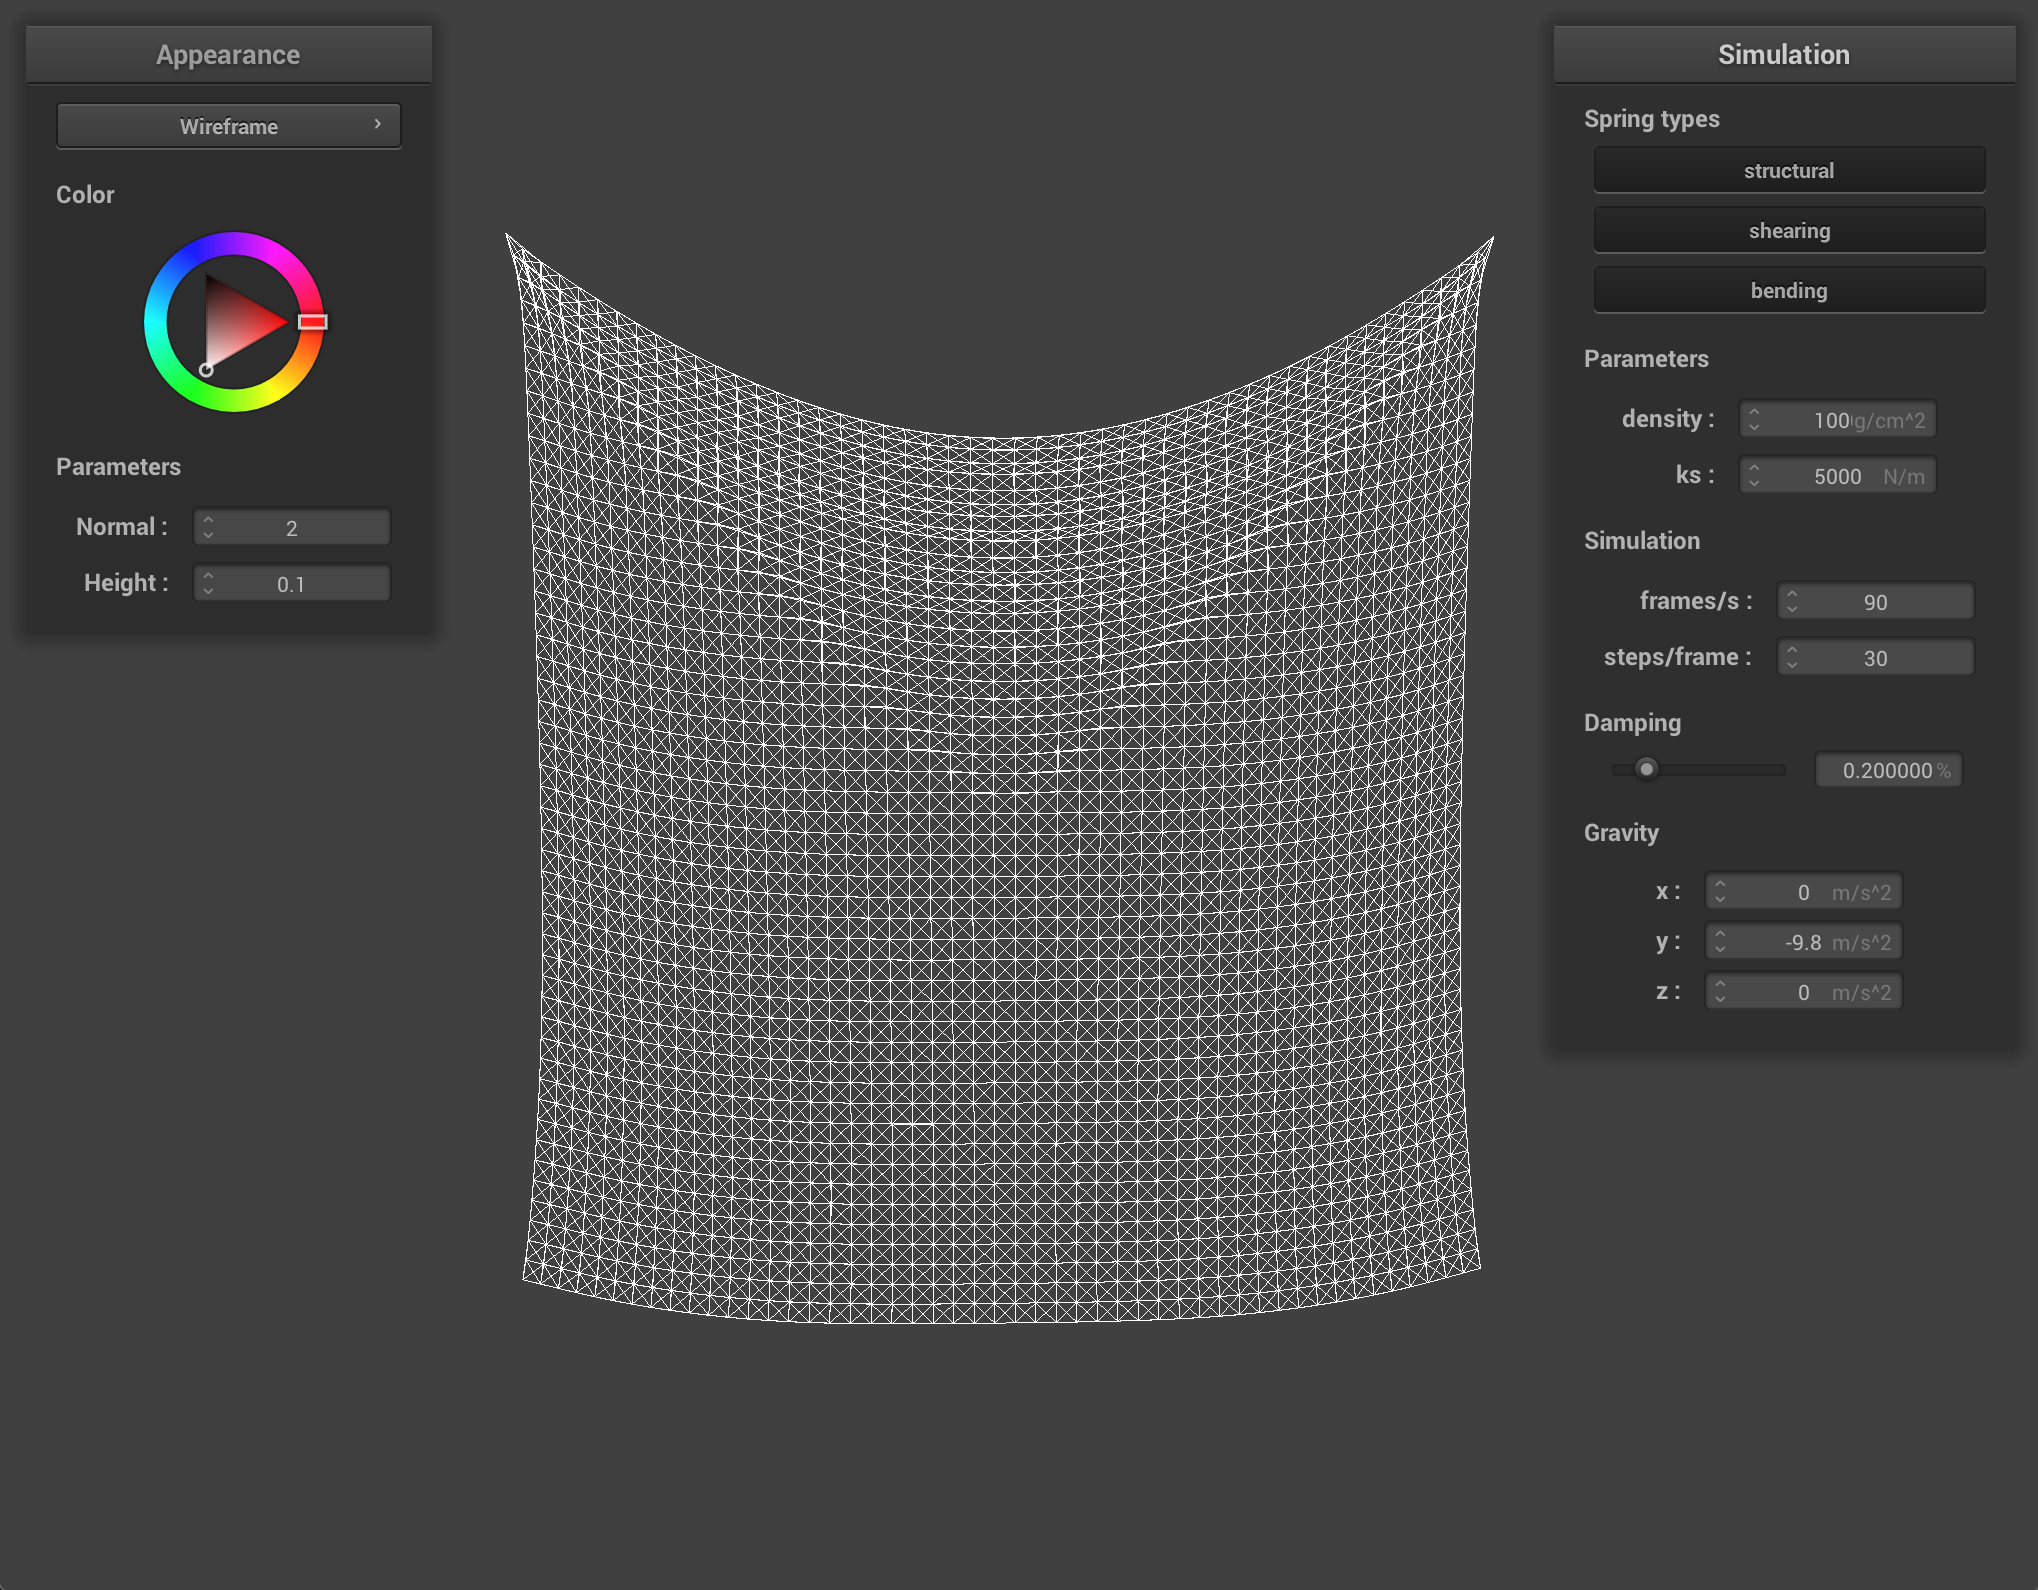 Appearance
Wireframe
Color
Parameters
Normal : 2
Height : 0.1
Simulation
Spring types
structural
shearing
bending
Parameters
density : 100 g/cm^2
ks : 5000 N/m
Simulation
frames/s : 90
steps/frame : 30
Damping
0.200000 %
Gravity
x : 0 m/s^2
y : -9.8 m/s^2
z : 0 m/s^2